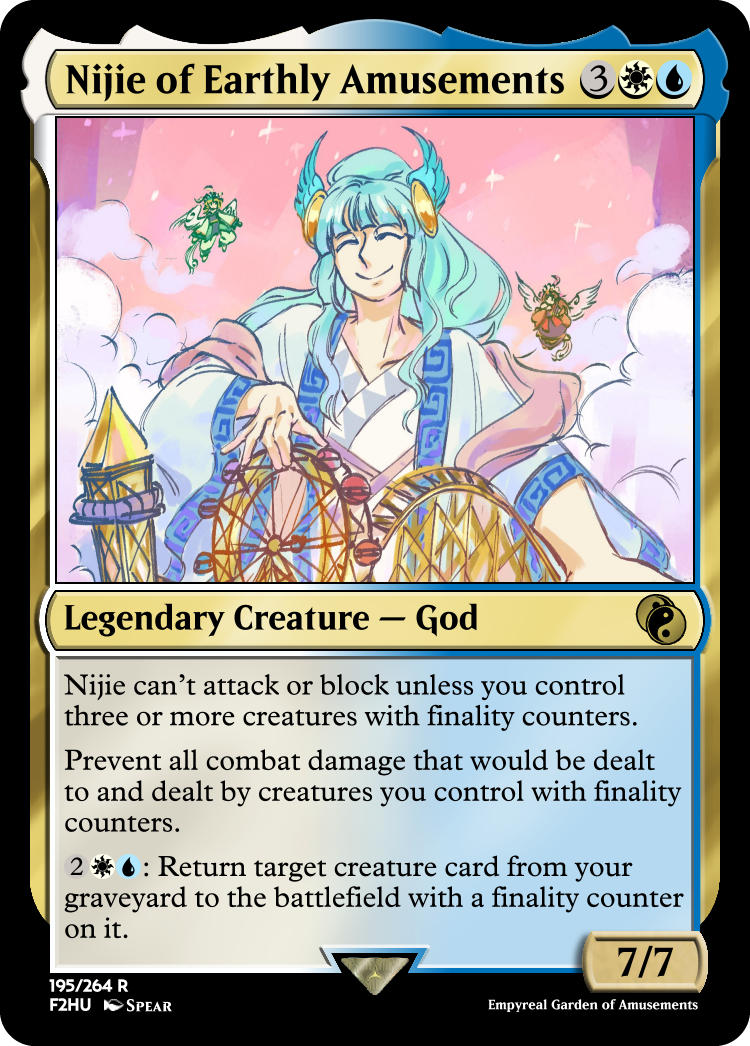 Nijie of Earthly Amusements 3
Legendary Creature — God
Nijie can't attack or block unless you control
three or more creatures with finality counters.
Prevent all combat damage that would be dealt
to and dealt by creatures you control with finality
counters.
2 : Return target creature card from your
graveyard to the battlefield with a finality counter
on it.
7/7
195/264 R
F2HU SPEAR
Empyreal Garden of Amusements